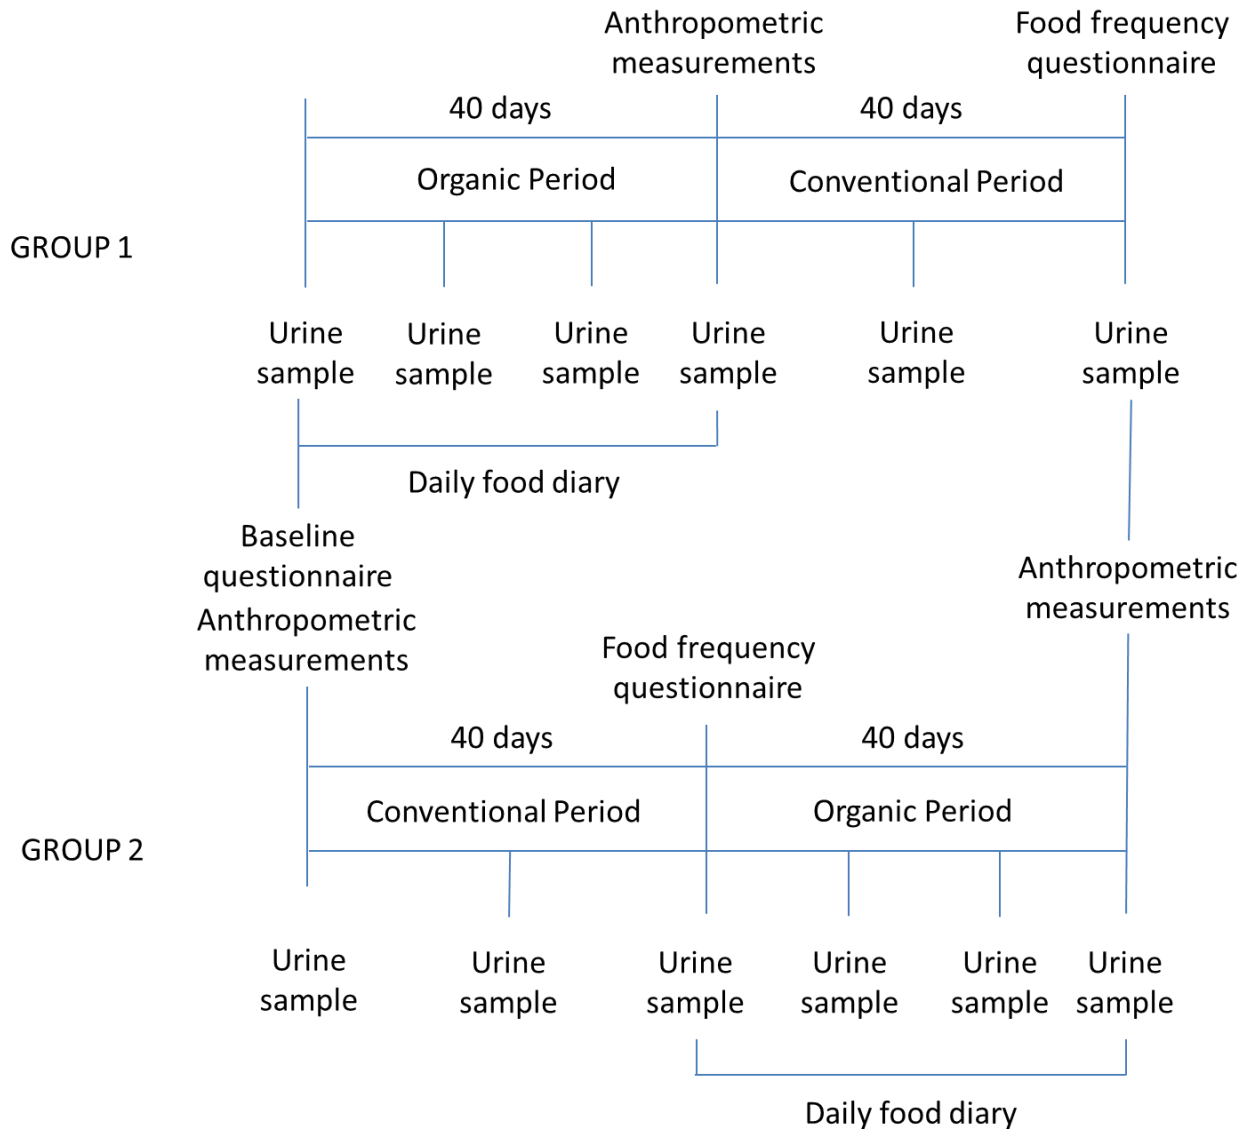 Anthropometric
measurements
Food frequency
questionnaire
40 days
40 days
Organic Period
Conventional Period
GROUP 1
Urine
sample
Urine
sample
Urine
sample
Urine
sample
Urine
sample
Urine
sample
Daily food diary
Baseline
questionnaire
Anthropometric
measurements
Anthropometric
measurements
Food frequency
questionnaire
40 days
40 days
Conventional Period
Organic Period
GROUP 2
Urine
sample
Urine
sample
Urine
sample
Urine
sample
Urine
sample
Urine
sample
Daily food diary